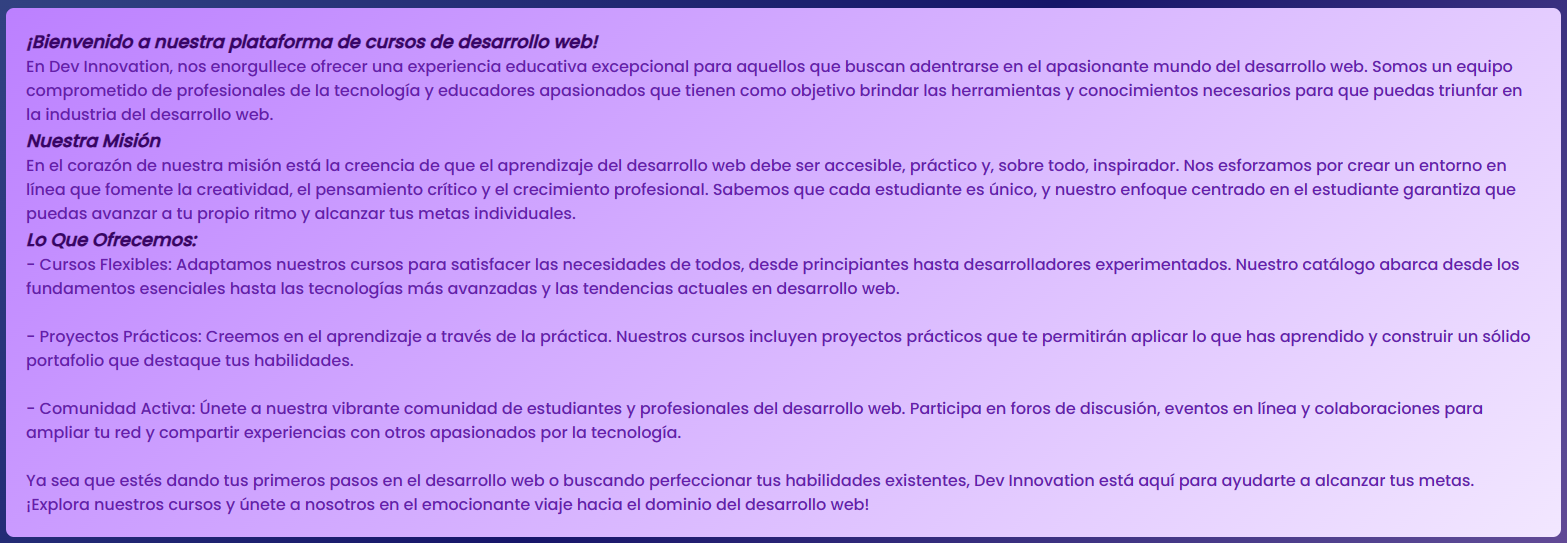 ¡Bienvenido a nuestra plataforma de cursos de desarrollo web!
En Dev Innovation, nos enorgullece ofrecer una experiencia educativa excepcional para aquellos que buscan adentrarse en el apasionante mundo del desarrollo web. Somos un equipo
comprometido de profesionales de la tecnología y educadores apasionados que tienen como objetivo brindar las herramientas y conocimientos necesarios para que puedas triunfar en
la industria del desarrollo web.
Nuestra Misión
En el corazón de nuestra misión está la creencia de que el aprendizaje del desarrollo web debe ser accesible, práctico y, sobre todo, inspirador. Nos esforzamos por crear un entorno en
línea que fomente la creatividad, el pensamiento crítico y el crecimiento profesional. Sabemos que cada estudiante es único, y nuestro enfoque centrado en el estudiante garantiza que
puedas avanzar a tu propio ritmo y alcanzar tus metas individuales.
Lo Que Ofrecemos:
- Cursos Flexibles: Adaptamos nuestros cursos para satisfacer las necesidades de todos, desde principiantes hasta desarrolladores experimentados. Nuestro catálogo abarca desde los
fundamentos esenciales hasta las tecnologías más avanzadas y las tendencias actuales en desarrollo web.
- Proyectos Prácticos: Creemos en el aprendizaje a través de la práctica. Nuestros cursos incluyen proyectos prácticos que te permitirán aplicar lo que has aprendido y construir un sólido
portafolio que destaque tus habilidades.
- Comunidad Activa: Únete a nuestra vibrante comunidad de estudiantes y profesionales del desarrollo web. Participa en foros de discusión, eventos en línea y colaboraciones para
ampliar tu red y compartir experiencias con otros apasionados por la tecnología.
Ya sea que estés dando tus primeros pasos en el desarrollo web o buscando perfeccionar tus habilidades existentes, Dev Innovation está aquí para ayudarte a alcanzar tus metas.
¡Explora nuestros cursos y únete a nosotros en el emocionante viaje hacia el dominio del desarrollo web!